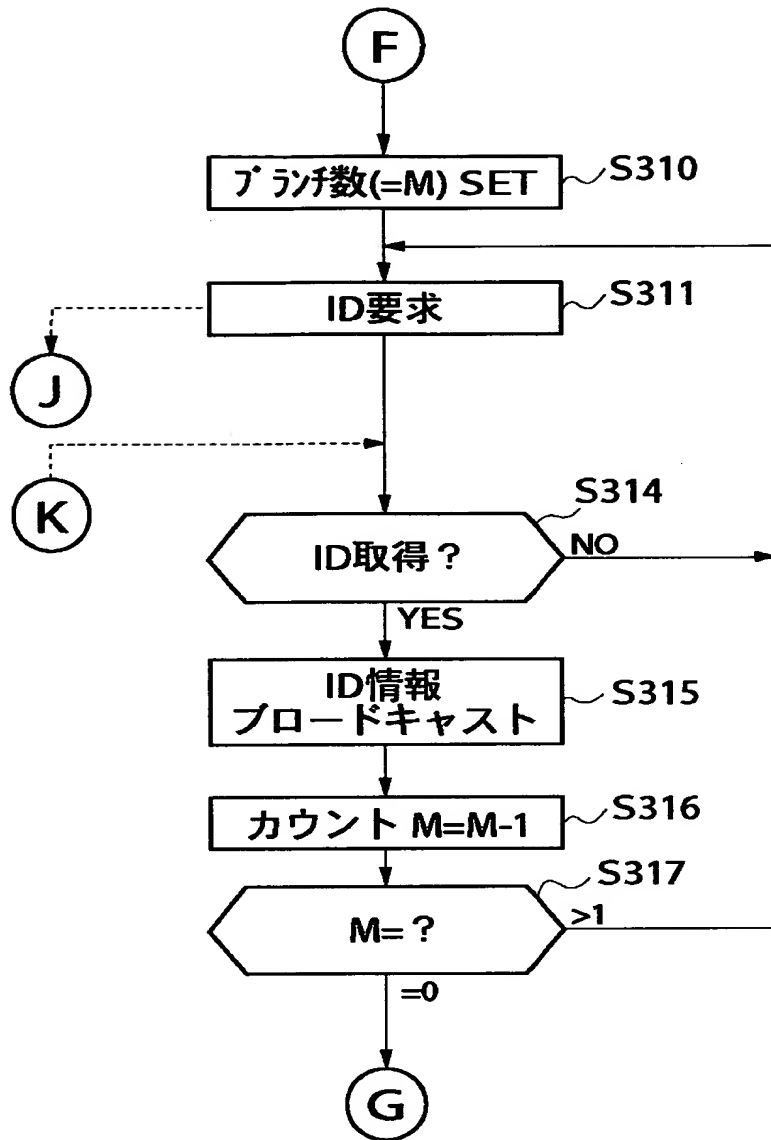 F
ブランチ数(=M) SET
S310
ID要求
S311
J
K
S314
ID取得？
NO
YES
ID情報
ブロードキャスト
S315
カウント M=M-1
S316
S317
M=？
>1
=0
G